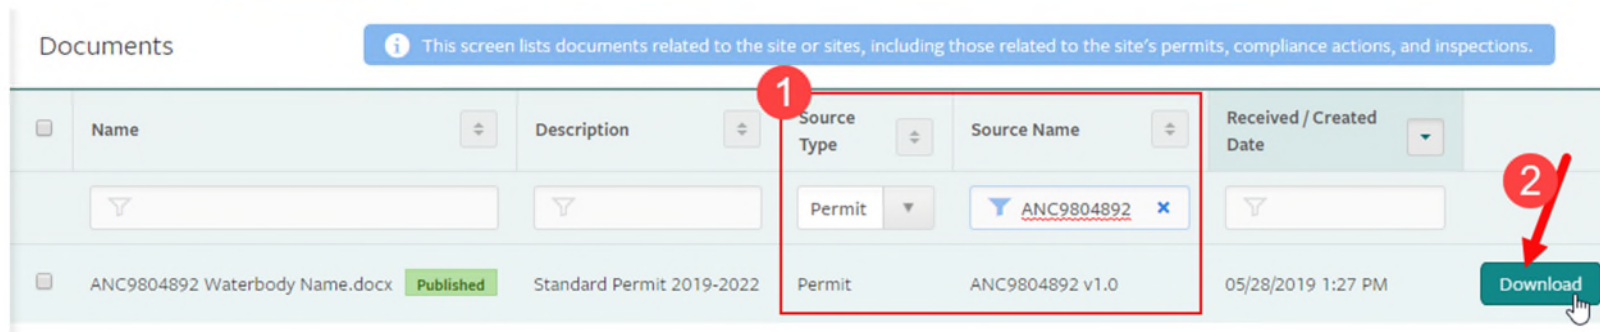 Documents
This screen lists documents related to the site or sites, including those related to the site's permits, compliance actions, and inspections.
1
Name
Description
Source
Type
Source Name
Received / Created
Date
2
Permit
ANC9804892
ANC9804892 Waterbody Name.docx Published Standard Permit 2019-2022 Permit ANC9804892 v1.0 05/28/2019 1:27 PM Download